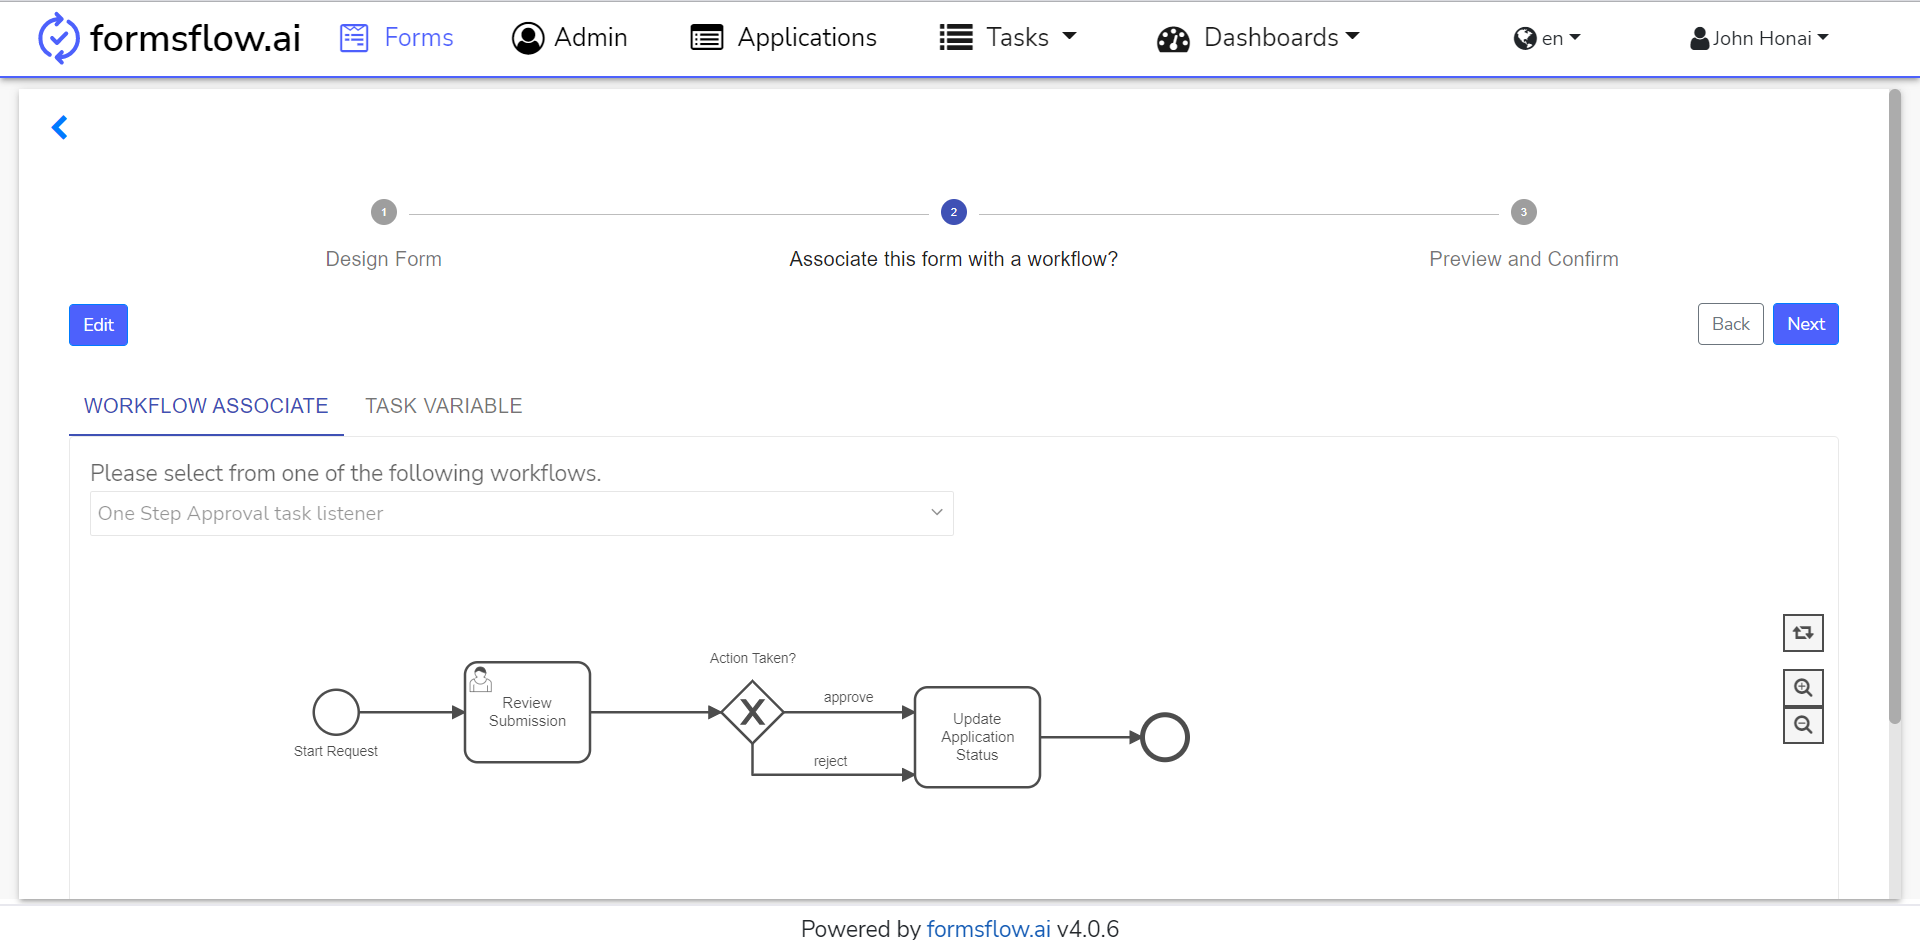 formsflow.ai
Forms
Admin
Applications
Tasks
Dashboards
en
John Honai
1
2
3
Design Form
Associate this form with a workflow?
Preview and Confirm
Edit
Back
Next
WORKFLOW ASSOCIATE
TASK VARIABLE
Please select from one of the following workflows.
One Step Approval task listener
Start Request
Review
Submission
Action Taken?
approve
reject
Update
Application
Status
Powered by formsflow.ai v4.0.6